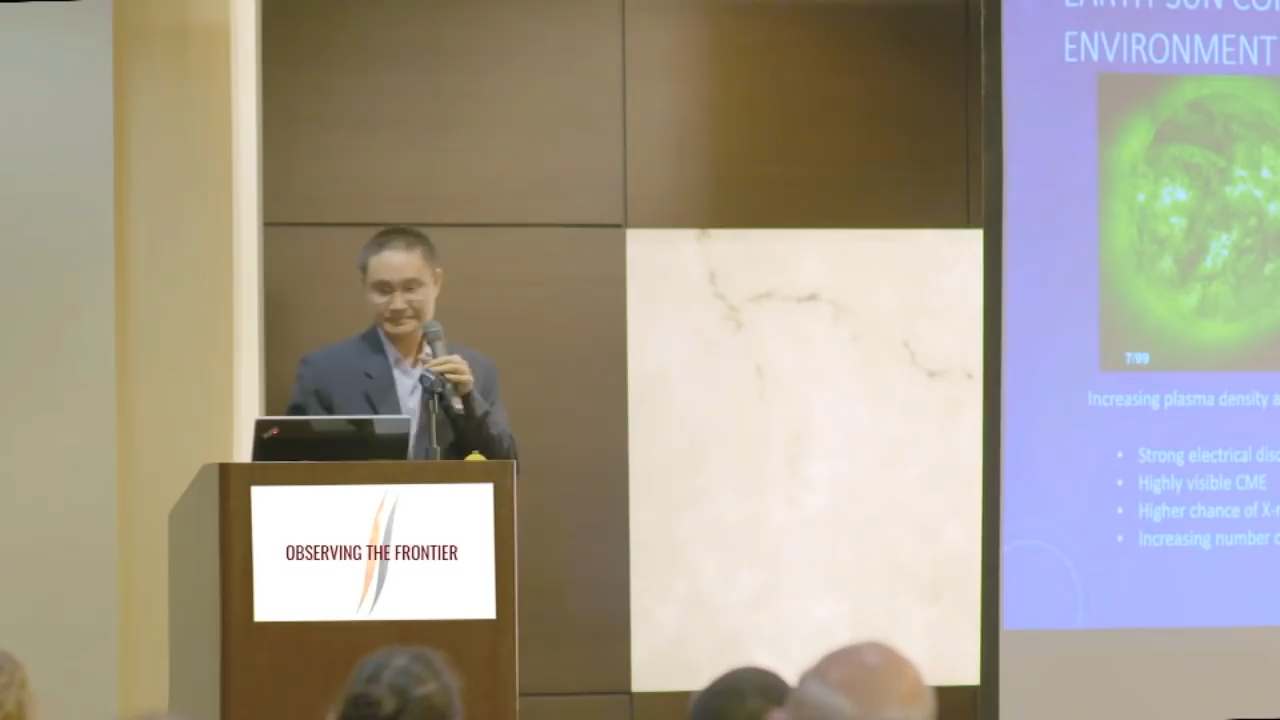 OBSERVING THE FRONTIER
ENVIRONMENT
7/99
Increasing plasma density
Strong electrical
Highly visible CME
Higher chance of
Increasing number